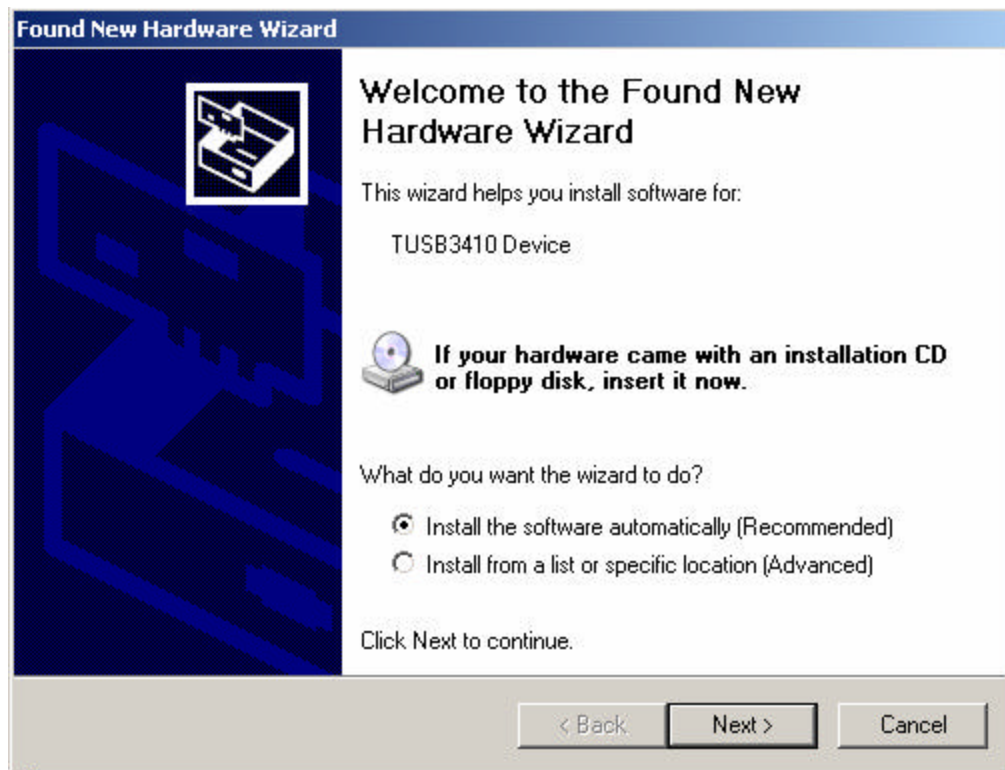 Found New Hardware Wizard
Welcome to the Found New
Hardware Wizard
This wizard helps you install software for:
TUSB3410 Device
If your hardware came with an installation CD
or floppy disk, insert it now.
What do you want the wizard to do?
Install the software automatically (Recommended)
Install from a list or specific location (Advanced)
Click Next to continue.
< Back Next > Cancel